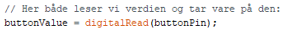 // Her både leser vi verdien og tar vare på den:
buttonValue = digitalRead(buttonPin);